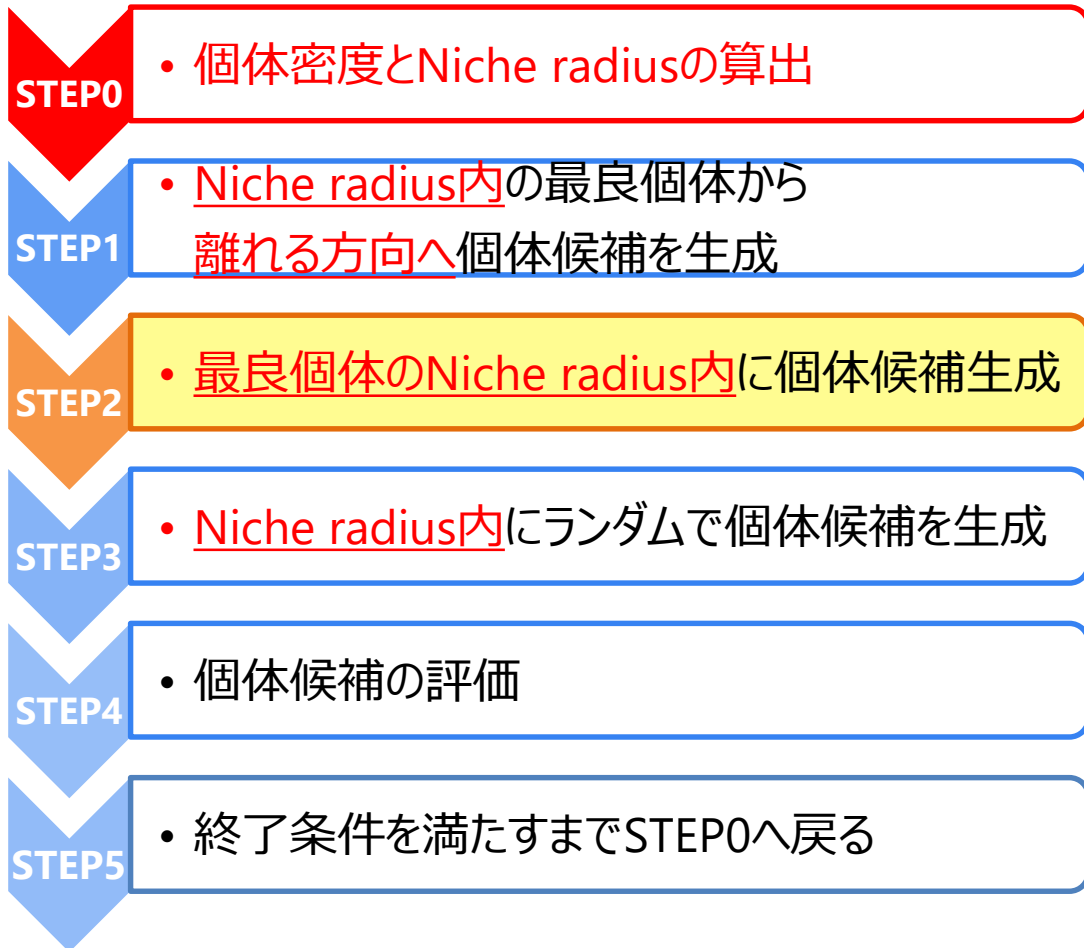 STEP0
• 個体密度とNiche radiusの算出
STEP1
• Niche radius内の最良個体から
離れる方向へ個体候補を生成
STEP2
• 最良個体のNiche radius内に個体候補生成
STEP3
• Niche radius内にランダムで個体候補を生成
STEP4
• 個体候補の評価
STEP5
• 終了条件を満たすまでSTEP0へ戻る